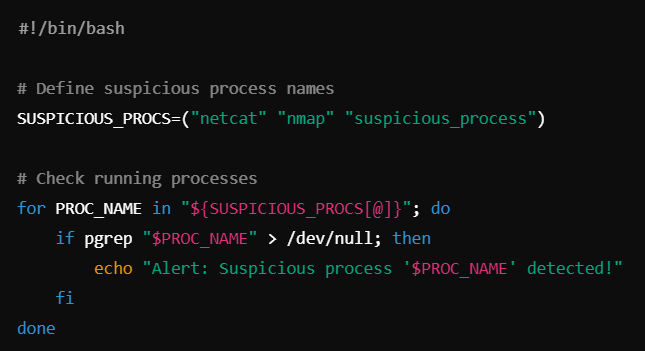 #!/bin/bash

# Define suspicious process names
SUSPICIOUS_PROCS=("netcat" "nmap" "suspicious_process")

# Check running processes
for PROC_NAME in "${SUSPICIOUS_PROCS[@]}"; do
    if pgrep "$PROC_NAME" > /dev/null; then
        echo "Alert: Suspicious process '$PROC_NAME' detected!"
    fi
done